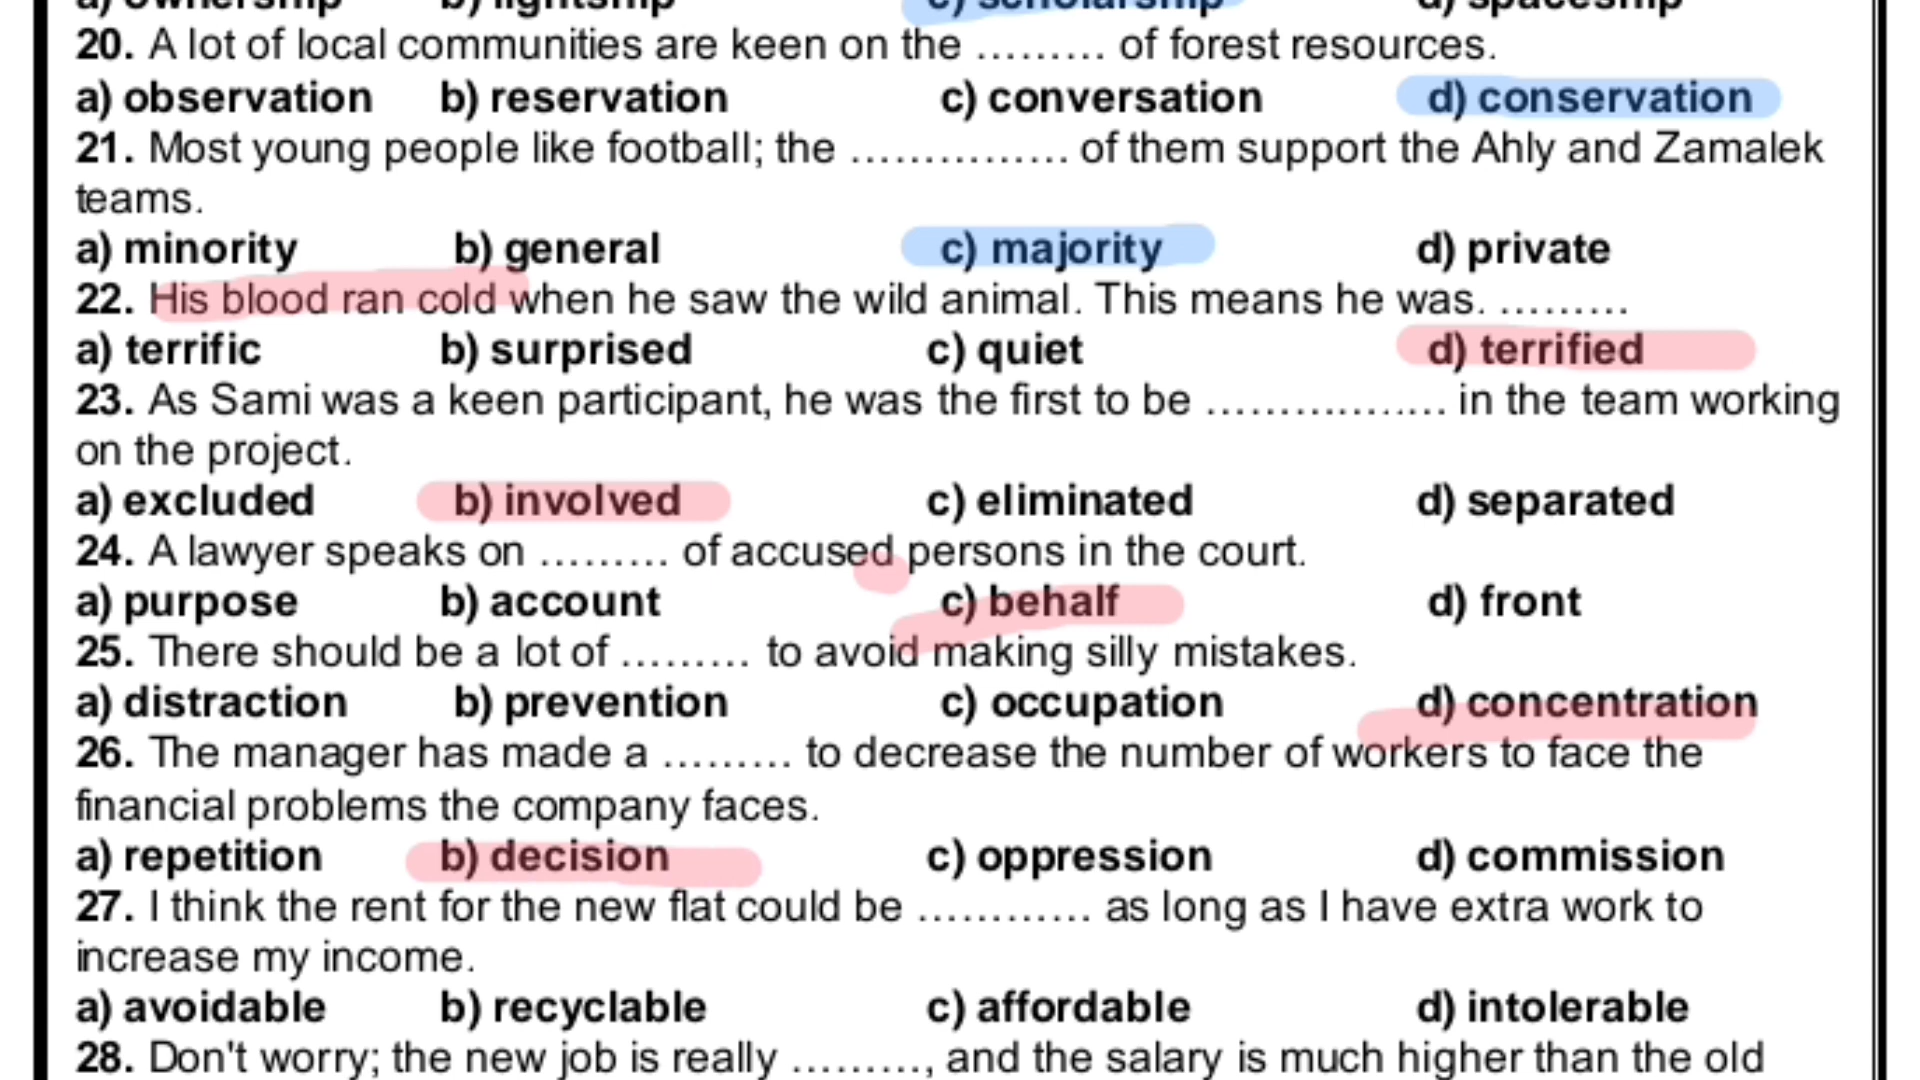 a) ownership b) lightship c) scholarship d) spaceship
20. A lot of local communities are keen on the ......... of forest resources.
a) observation b) reservation c) conversation d) conservation
21. Most young people like football; the ............... of them support the Ahly and Zamalek
teams.
a) minority b) general c) majority d) private
22. His blood ran cold when he saw the wild animal. This means he was. .........
a) terrific b) surprised c) quiet d) terrified
23. As Sami was a keen participant, he was the first to be ................. in the team working
on the project.
a) excluded b) involved c) eliminated d) separated
24. A lawyer speaks on ......... of accused persons in the court.
a) purpose b) account c) behalf d) front
25. There should be a lot of ......... to avoid making silly mistakes.
a) distraction b) prevention c) occupation d) concentration
26. The manager has made a ......... to decrease the number of workers to face the
financial problems the company faces.
a) repetition b) decision c) oppression d) commission
27. I think the rent for the new flat could be ............ as long as I have extra work to
increase my income.
a) avoidable b) recyclable c) affordable d) intolerable
28. Don't worry; the new job is really ........., and the salary is much higher than the old